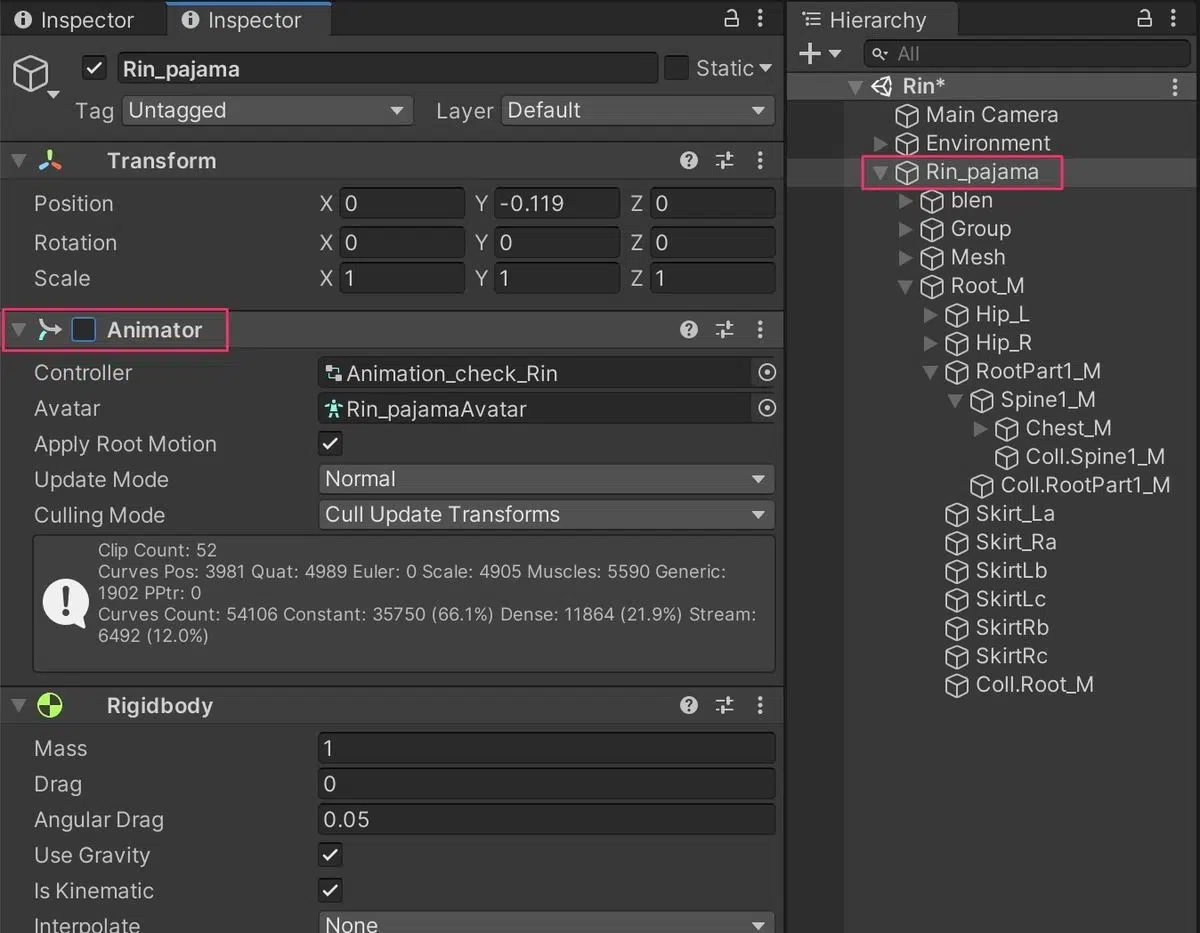 Inspector
Inspector
Rin_pajama
Static
Tag Untagged Layer Default
Transform
Position X 0 Y -0.119 Z 0
Rotation X 0 Y 0 Z 0
Scale X 1 Y 1 Z 1
Animator
Controller Animation_check_Rin
Avatar Rin_pajamaAvatar
Apply Root Motion
Update Mode Normal
Culling Mode Cull Update Transforms
Clip Count: 52
Curves Pos: 3981 Quat: 4989 Euler: 0 Scale: 4905 Muscles: 5590 Generic:
1902 PPtr: 0
Curves Count: 54106 Constant: 35750 (66.1%) Dense: 11864 (21.9%) Stream:
6492 (12.0%)
Rigidbody
Mass 1
Drag 0
Angular Drag 0.05
Use Gravity
Is Kinematic
Interpolate None
Hierarchy
All
Rin*
Main Camera
Environment
Rin_pajama
blen
Group
Mesh
Root_M
Hip_L
Hip_R
RootPart1_M
Spine1_M
Chest_M
Coll.Spine1_M
Coll.RootPart1_M
Skirt_La
Skirt_Ra
SkirtLb
SkirtLc
SkirtRb
SkirtRc
Coll.Root_M